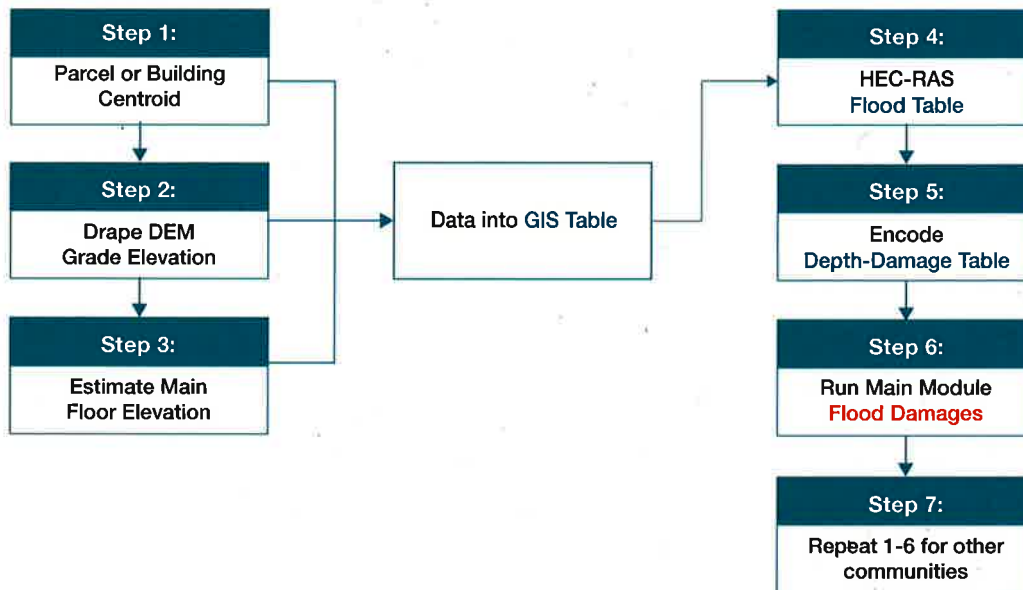 Step 1:
Parcel or Building
Centroid
Step 2:
Drape DEM
Grade Elevation
Step 3:
Estimate Main
Floor Elevation
Data into GIS Table
Step 4:
HEC-RAS
Flood Table
Step 5:
Encode
Depth-Damage Table
Step 6:
Run Main Module
Flood Damages
Step 7:
Repeat 1-6 for other
communities